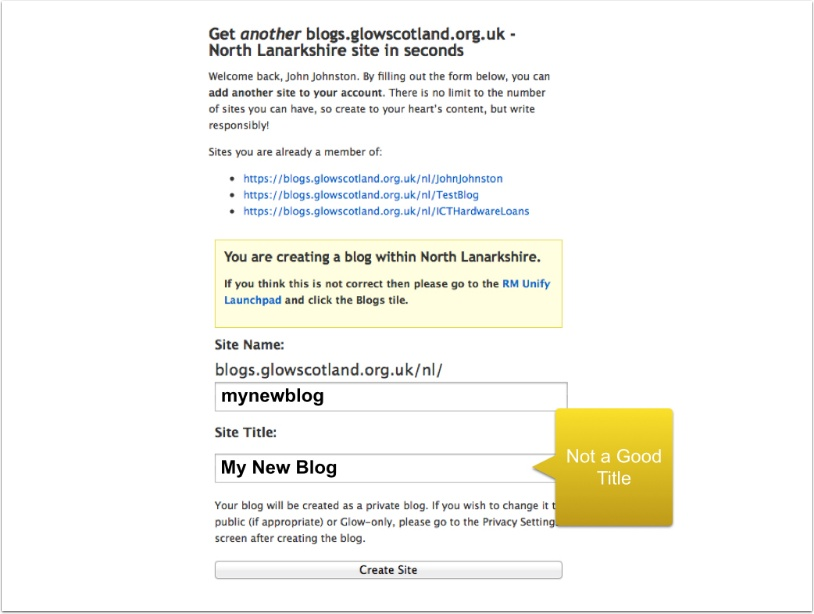 Get another blogs.glowscotland.org.uk -
North Lanarkshire site in seconds
Welcome back, John Johnston. By filling out the form below, you can
add another site to your account. There is no limit to the number
of sites you can have, so create to your heart's content, but write
responsibly!
Sites you are already a member of:
• https://blogs.glowscotland.org.uk/nl/JohnJohnston
• https://blogs.glowscotland.org.uk/nl/TestBlog
• https://blogs.glowscotland.org.uk/nl/ICTHardwareLoans
You are creating a blog within North Lanarkshire.
If you think this is not correct then please go to the RM Unify
Launchpad and click the Blogs tile.
Site Name:
blogs.glowscotland.org.uk/nl/
mynewblog
Site Title:
My New Blog
Not a Good
Title
Your blog will be created as a private blog. If you wish to change it
public (if appropriate) or Glow-only, please go to the Privacy Setting
screen after creating the blog.
Create Site